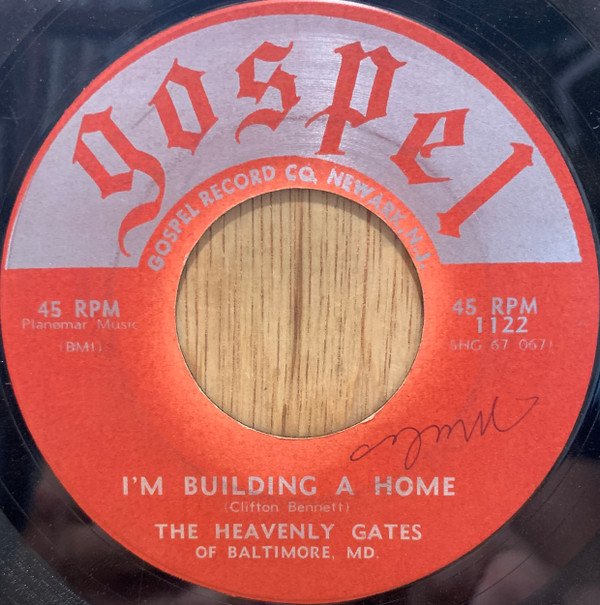 gospel
GOSPEL RECORD CO, NEWARK, N.J.
45 RPM
Planemar Music
(BMI)
45 RPM
1122
SHG 67 067
I'M BUILDING A HOME
(Clifton Bennett)
THE HEAVENLY GATES
OF BALTIMORE, MD.